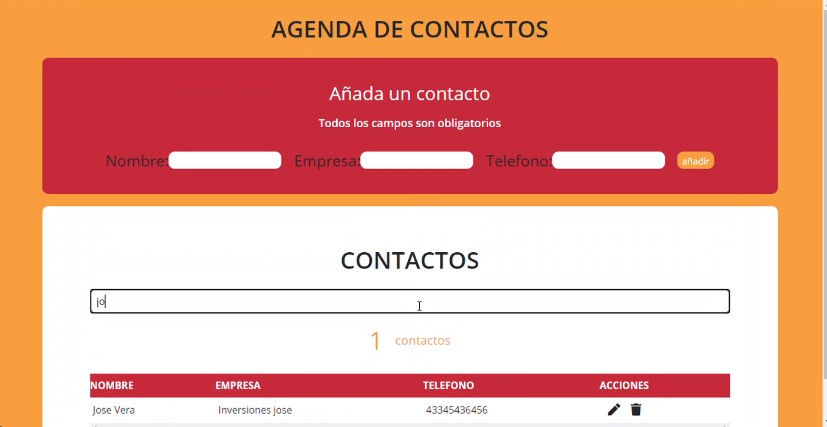 AGENDA DE CONTACTOS
Añada un contacto
Todos los campos son obligatorios
Nombre: Empresa: Telefono: añadir
CONTACTOS
jo
1 contactos
NOMBRE EMPRESA TELEFONO ACCIONES
Jose Vera Inversiones jose 43345436456